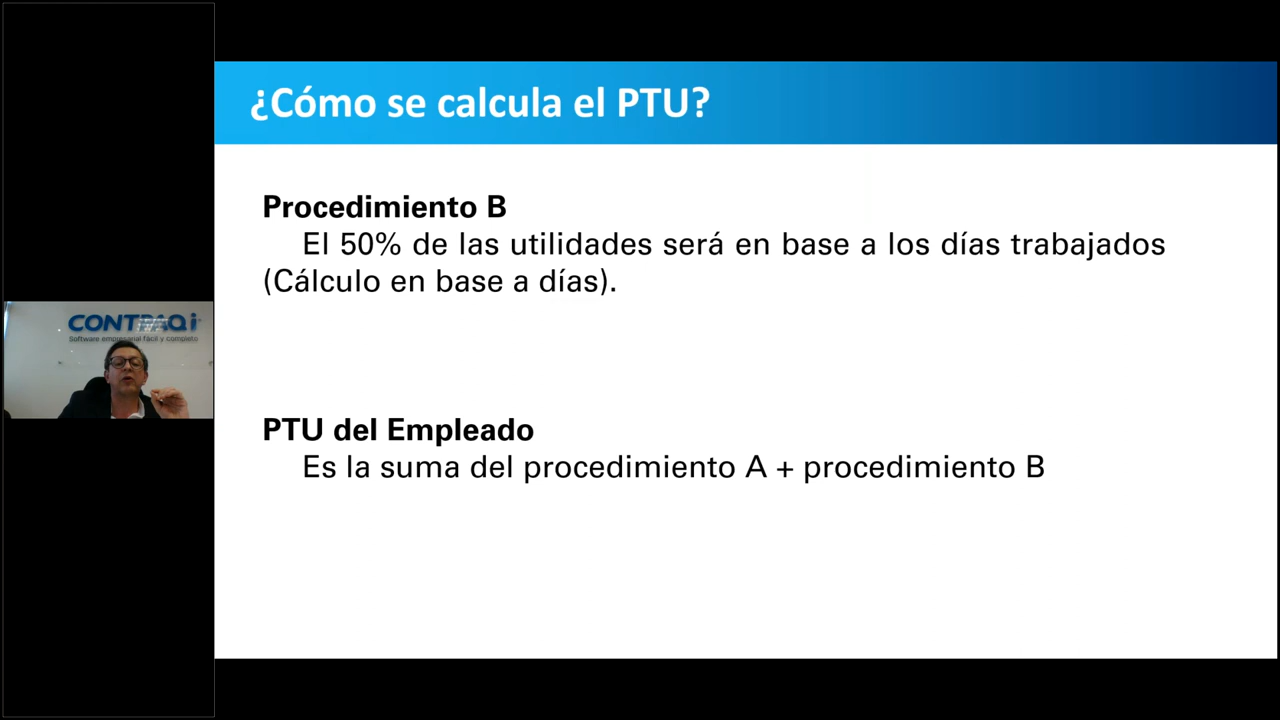 ¿Cómo se calcula el PTU?
Procedimiento B
El 50% de las utilidades será en base a los días trabajados
(Cálculo en base a días).
CONTPAQi
Software empresarial fácil y completo
PTU del Empleado
Es la suma del procedimiento A + procedimiento B